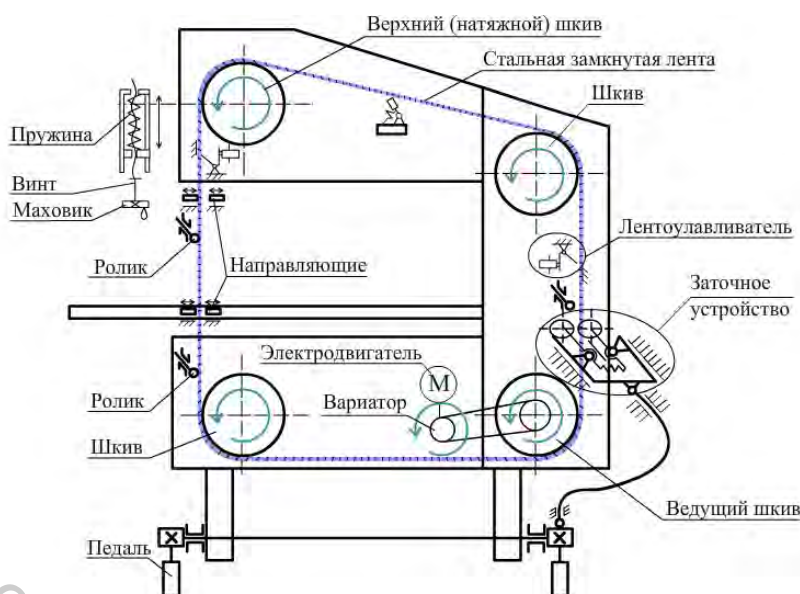 Верхний (натяжной) шкив
Стальная замкнутая лента
Шкив
Пружина
Винт
Маховик
Лентоулавливатель
Ролик
Направляющие
Заточное
устройство
Электродвигатель
М
Ролик
Вариатор
Шкив
Ведущий шкив
Педаль